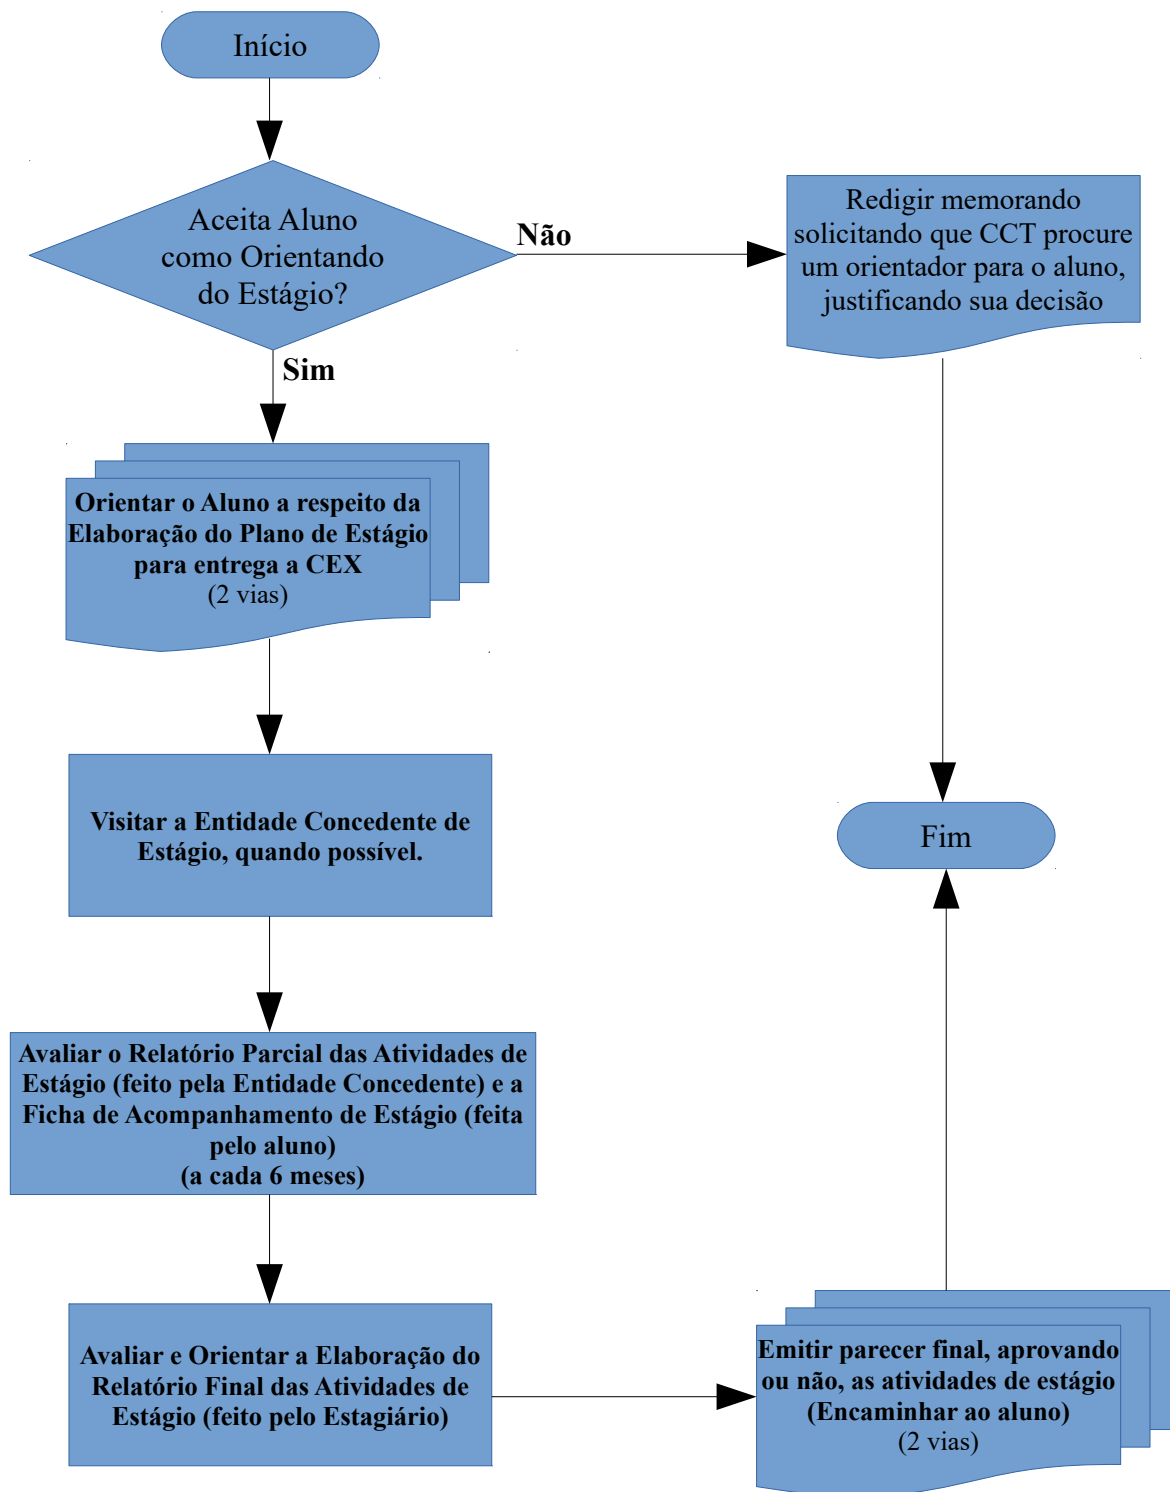 Início
Aceita Aluno
como Orientando
do Estágio?
Não
Redigir memorando
solicitando que CCT procure
um orientador para o aluno,
justificando sua decisão
Sim
Orientar o Aluno a respeito da
Elaboração do Plano de Estágio
para entrega a CEX
(2 vias)
Visitar a Entidade Concedente de
Estágio, quando possível.
Fim
Avaliar o Relatório Parcial das Atividades de
Estágio (feito pela Entidade Concedente) e a
Ficha de Acompanhamento de Estágio (feita
pelo aluno)
(a cada 6 meses)
Avaliar e Orientar a Elaboração do
Relatório Final das Atividades de
Estágio (feito pelo Estagiário)
Emitir parecer final, aprovando
ou não, as atividades de estágio
(Encaminhar ao aluno)
(2 vias)